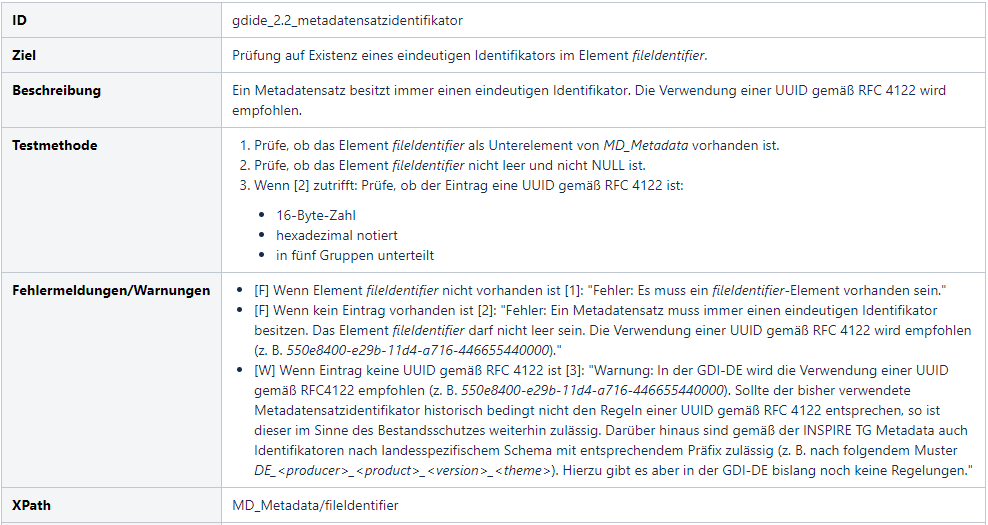 ID gdide_2.2_metadatensatzidentifikator
Ziel Prüfung auf Existenz eines eindeutigen Identifikators im Element fileIdentifier.
Beschreibung Ein Metadatensatz besitzt immer einen eindeutigen Identifikator. Die Verwendung einer UUID gemäß RFC 4122 wird
empfohlen.
Testmethode 1. Prüfe, ob das Element fileIdentifier als Unterelement von MD_Metadata vorhanden ist.
2. Prüfe, ob das Element fileIdentifier nicht leer und nicht NULL ist.
3. Wenn [2] zutrifft: Prüfe, ob der Eintrag eine UUID gemäß RFC 4122 ist:
• 16-Byte-Zahl
• hexadezimal notiert
• in fünf Gruppen unterteilt
Fehlermeldungen/Warnungen • [F] Wenn Element fileIdentifier nicht vorhanden ist [1]: "Fehler: Es muss ein fileIdentifier-Element vorhanden sein."
• [F] Wenn kein Eintrag vorhanden ist [2]: "Fehler: Ein Metadatensatz muss immer einen eindeutigen Identifikator
besitzen. Das Element fileIdentifier darf nicht leer sein. Die Verwendung einer UUID gemäß RFC 4122 wird empfohlen
(z. B. 550e8400-e29b-11d4-a716-446655440000)."
• [W] Wenn Eintrag keine UUID gemäß RFC 4122 ist [3]: "Warnung: In der GDI-DE wird die Verwendung einer UUID
gemäß RFC4122 empfohlen (z. B. 550e8400-e29b-11d4-a716-446655440000). Sollte der bisher verwendete
Metadatensatzidentifikator historisch bedingt nicht den Regeln einer UUID gemäß RFC 4122 entsprechen, so ist
dieser im Sinne des Bestandsschutzes weiterhin zulässig. Darüber hinaus sind gemäß der INSPIRE TG Metadata auch
Identifikatoren nach landesspezifischem Schema mit entsprechendem Präfix zulässig (z. B. nach folgendem Muster
DE_<producer>_<product>_<version>_<theme>). Hierzu gibt es aber in der GDI-DE bislang noch keine Regelungen."
XPath MD_Metadata/fileIdentifier